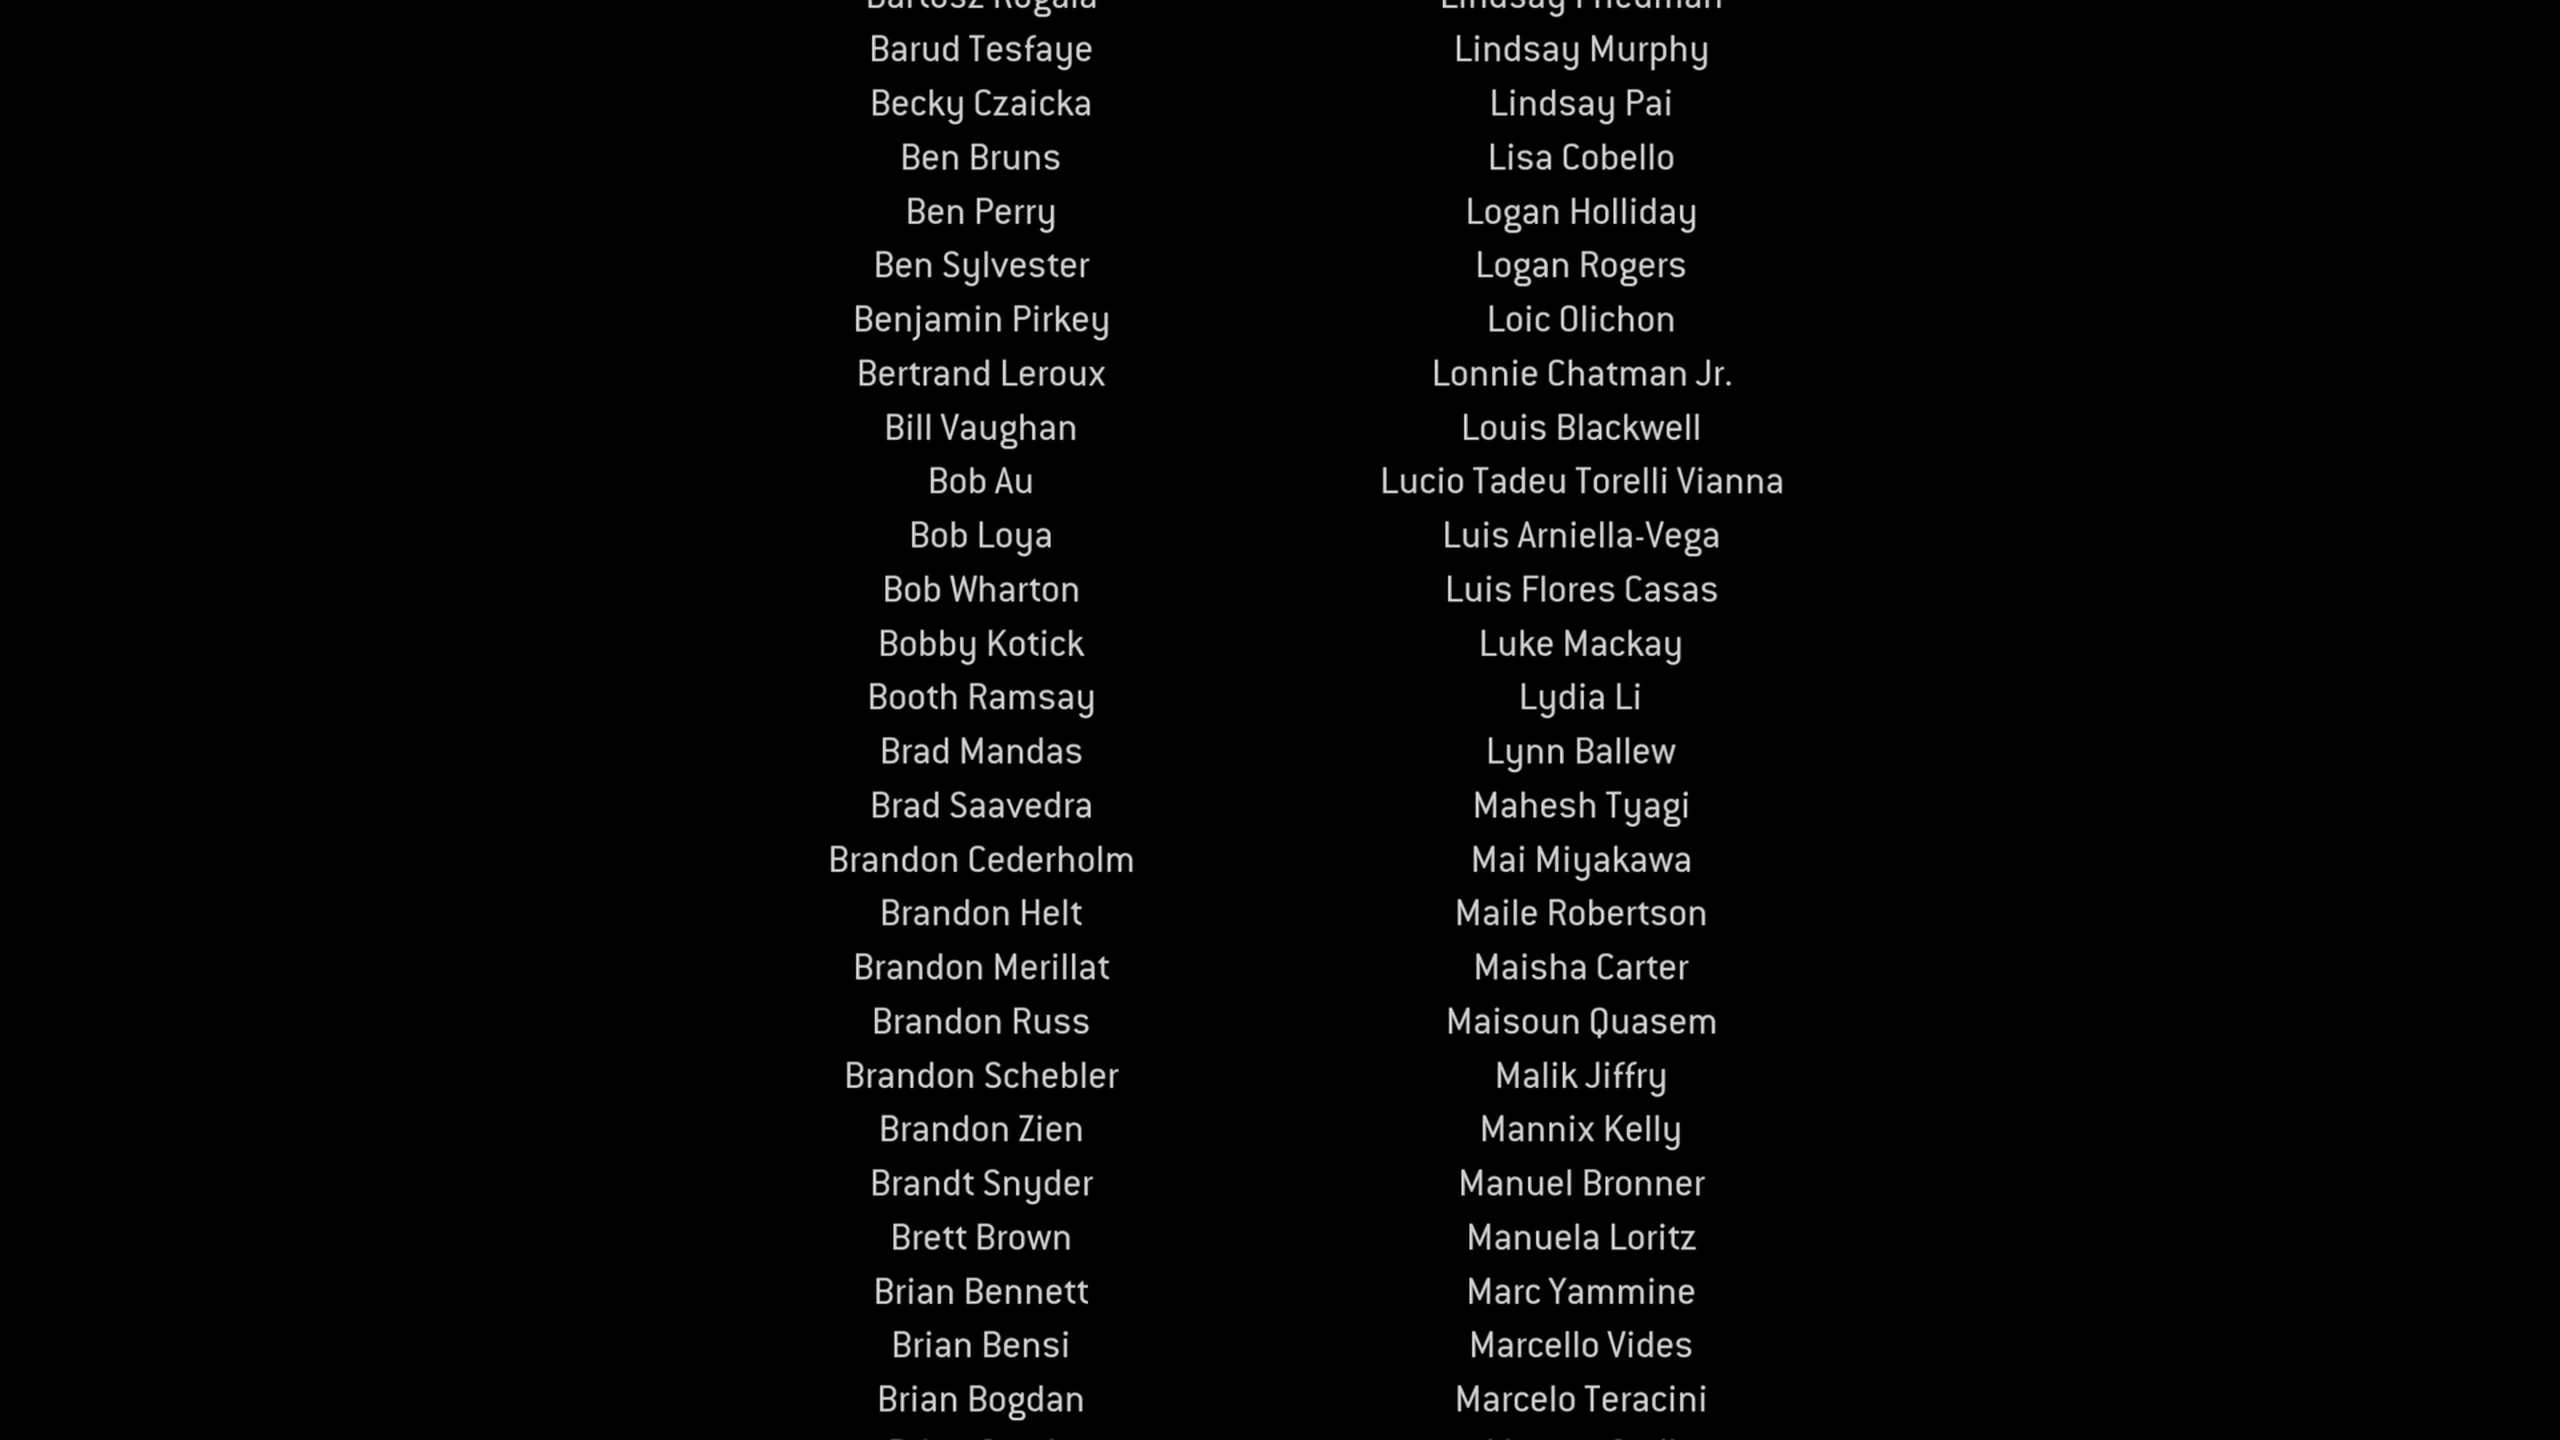 Barud Tesfaye
Becky Czaicka
Ben Bruns
Ben Perry
Ben Sylvester
Benjamin Pirkey
Bertrand Leroux
Bill Vaughan
Bob Au
Bob Loya
Bob Wharton
Bobby Kotick
Booth Ramsay
Brad Mandas
Brad Saavedra
Brandon Cederholm
Brandon Helt
Brandon Merillat
Brandon Russ
Brandon Schebler
Brandon Zien
Brandt Snyder
Brett Brown
Brian Bennett
Brian Bensi
Brian Bogdan
Lindsay Friedman
Lindsay Murphy
Lindsay Pai
Lisa Cobello
Logan Holliday
Logan Rogers
Loic Olichon
Lonnie Chatman Jr.
Louis Blackwell
Lucio Tadeu Torelli Vianna
Luis Arniella-Vega
Luis Flores Casas
Luke Mackay
Lydia Li
Lynn Ballew
Mahesh Tyagi
Mai Miyakawa
Maile Robertson
Maisha Carter
Maisoun Quasem
Malik Jiffry
Mannix Kelly
Manuel Bronner
Manuela Loritz
Marc Yammine
Marcello Vides
Marcelo Teracini